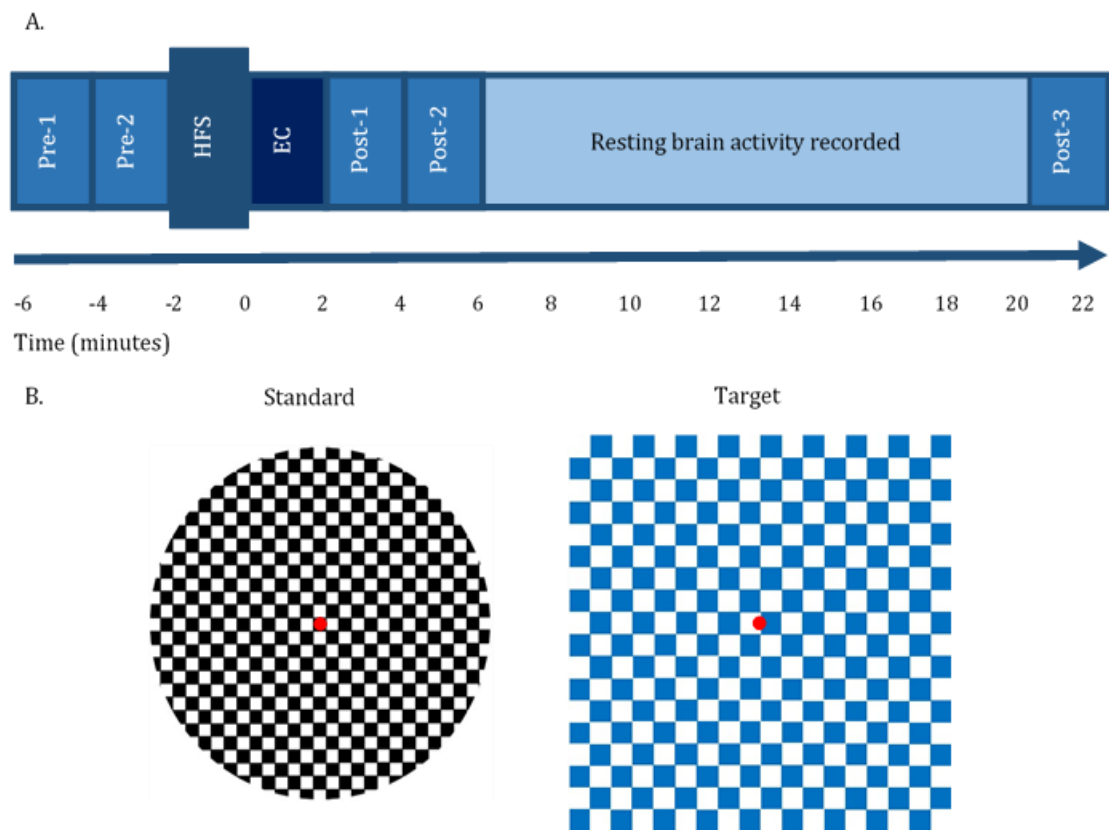 A.
Pre-1 Pre-2 HFS EC Post-1 Post-2 Resting brain activity recorded Post-3
-6 -4 -2 0 2 4 6 8 10 12 14 16 18 20 22
Time (minutes)
B. Standard Target